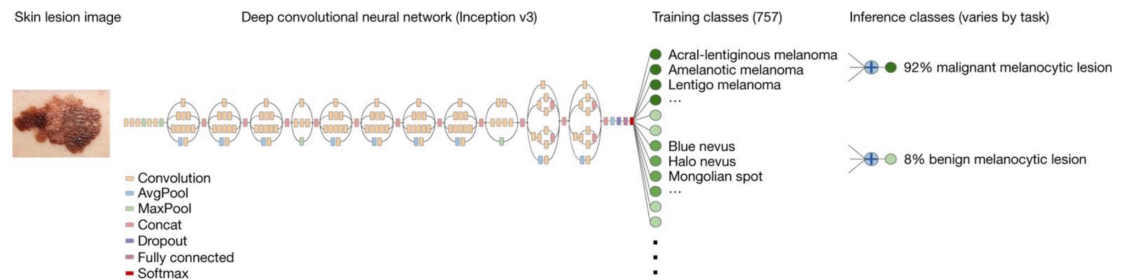 Skin lesion image
Deep convolutional neural network (Inception v3)
Training classes (757)
Inference classes (varies by task)
Acral-lentiginous melanoma
Amelanotic melanoma
Lentigo melanoma
...
Blue nevus
Halo nevus
Mongolian spot
...
92% malignant melanocytic lesion
8% benign melanocytic lesion
Convolution
AvgPool
MaxPool
Concat
Dropout
Fully connected
Softmax